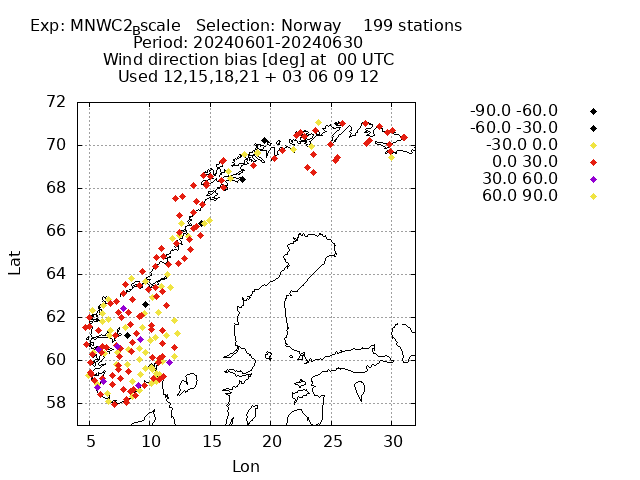 Exp: MNWC2Bscale Selection: Norway 199 stations
Period: 20240601-20240630
Wind direction bias [deg] at 00 UTC
Used 12,15,18,21 + 03 06 09 12
-90.0 -60.0
-60.0 -30.0
-30.0 0.0
0.0 30.0
30.0 60.0
60.0 90.0
72
70
68
66
64
62
60
58
Lat
5 10 15 20 25 30
Lon